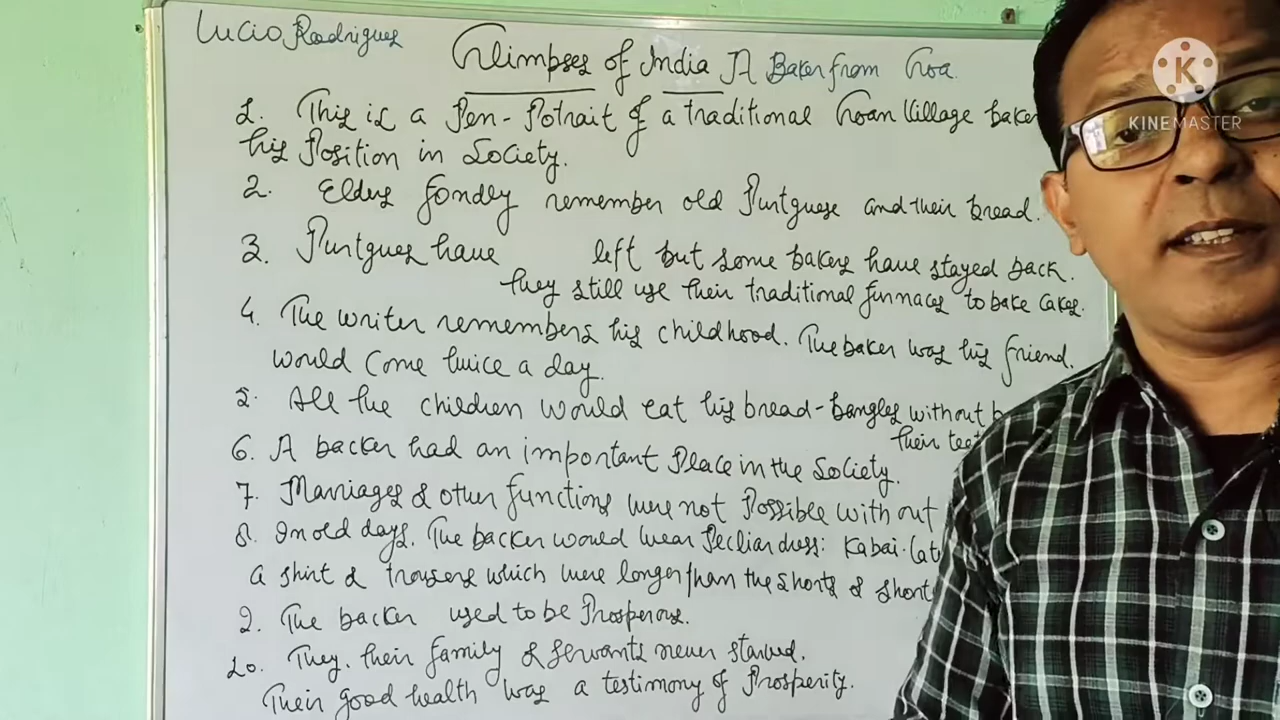 Lucio Rodrigues
Glimpses of India A Baker from Goa.
1. This is a Pen-Potrait of a traditional Goan Village baker
his Position in Society.
2. Elders fondly remember old Purtguese and their bread.
3. Purtgues have left but some bakers have stayed back.
they still use their traditional furnaces to bake cakes.
4. The writer remembers his childhood. The baker was his friend.
would come twice a day.
5. All the children would eat his bread-bangles without b
their teet
6. A backer had an important Place in the Society.
7. Marriages & other functions were not Possible without
8. In old days. The backer would wear Pecliar dress: Kabai.
a shirt & trousers which were longer than the shorts & short
9. The backer used to be Prosperous.
10. They, their family & servants never starved.
Their good health was a testimony of Prosperity.
K
KINEMASTER